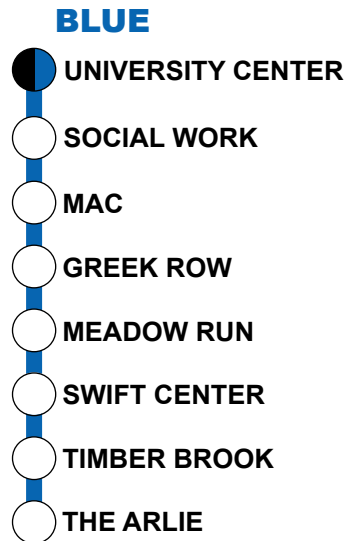 BLUE
UNIVERSITY CENTER
SOCIAL WORK
MAC
GREEK ROW
MEADOW RUN
SWIFT CENTER
TIMBER BROOK
THE ARLIE